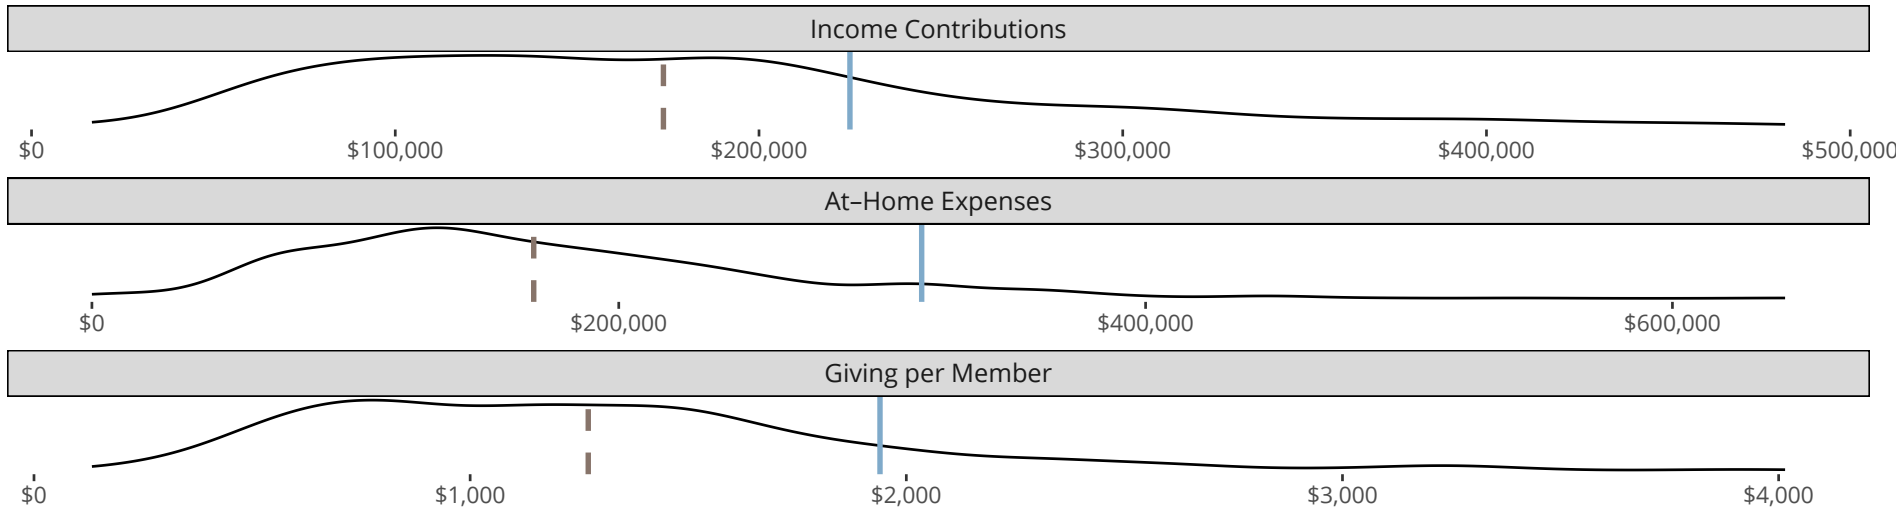 Income Contributions
$0 $100,000 $200,000 $300,000 $400,000 $500,000
At–Home Expenses
$0 $200,000 $400,000 $600,000
Giving per Member
$0 $1,000 $2,000 $3,000 $4,000